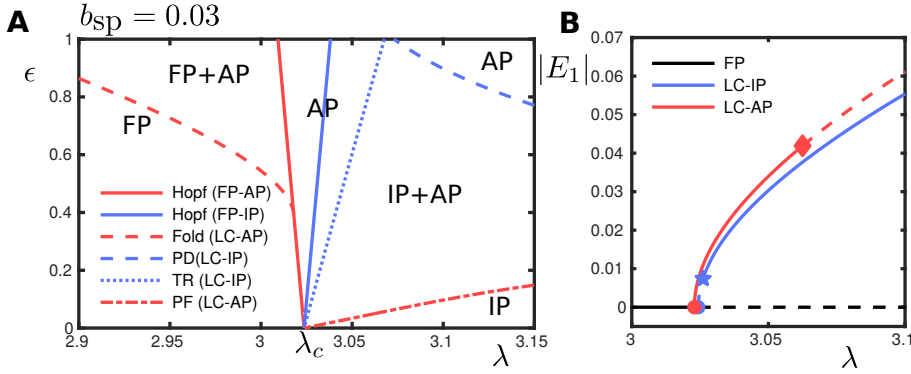 b_sp = 0.03
A
ϵ
1
0.8
0.6
0.4
0.2
0
FP+AP
FP
AP
AP
IP+AP
IP
Hopf (FP-AP)
Hopf (FP-IP)
Fold (LC-AP)
PD(LC-IP)
TR (LC-IP)
PF (LC-AP)
2.9
2.95
3
λ_c
3.05
3.1
3.15
λ
B
|E_1|
0.07
0.06
0.05
0.04
0.03
0.02
0.01
0
FP
LC-IP
LC-AP
3
3.05
3.1
λ